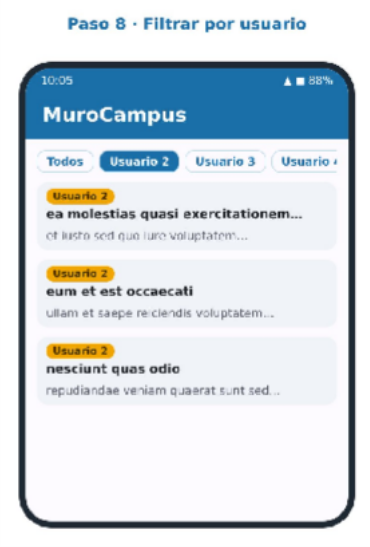 Paso 8 · Filtrar por usuario
10:05 ▲ ■ 88%
MuroCampus
Todos Usuario 2 Usuario 3 Usuario
Usuario 2
ea molestias quasi exercitationem...
et iusto sed quo iure voluptatem...
Usuario 2
eum et est occaecati
ullam et saepe reiciendis voluptatem...
Usuario 2
nesciunt quas odio
repudiandae veniam quaerat sunt sed...